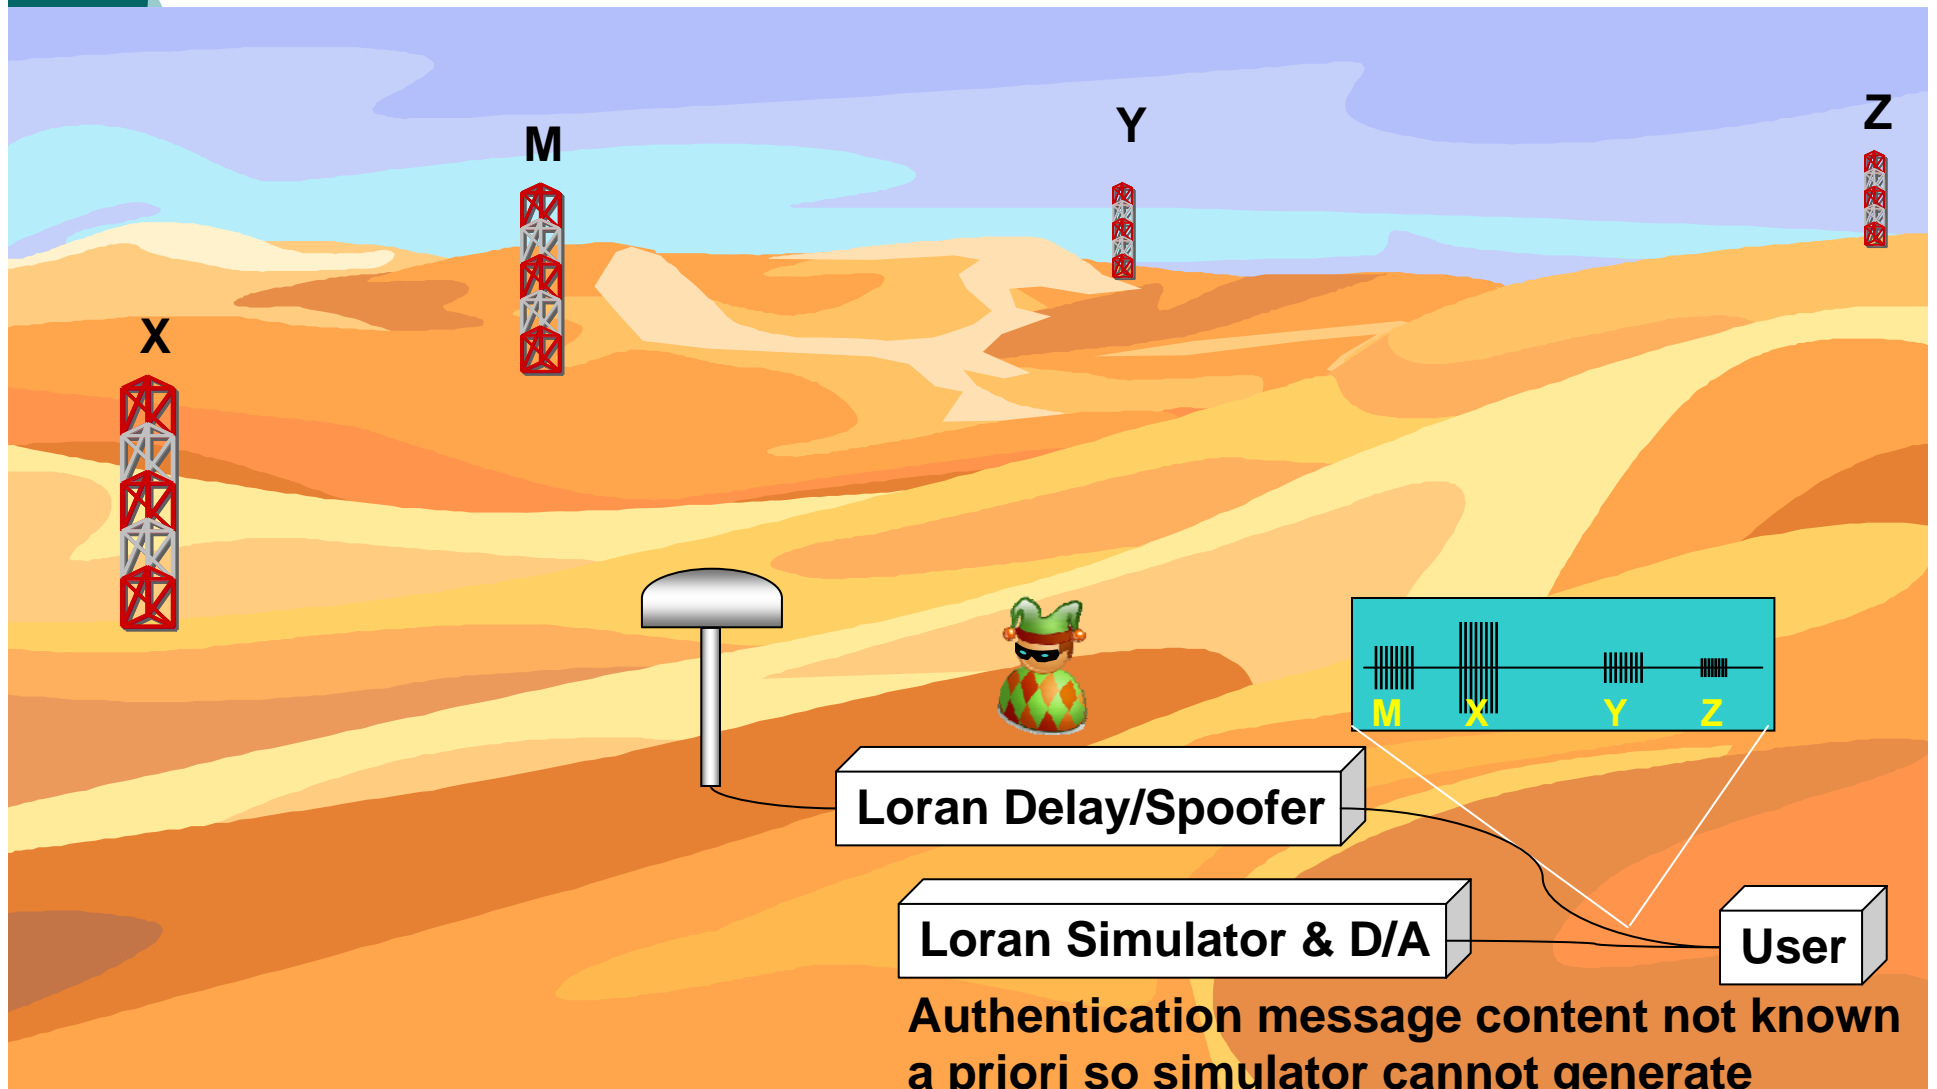 Z
Y
M
X
M X Y Z
Loran Delay/Spoofer
Loran Simulator & D/A
User
Authentication message content not known
a priori so simulator cannot generate